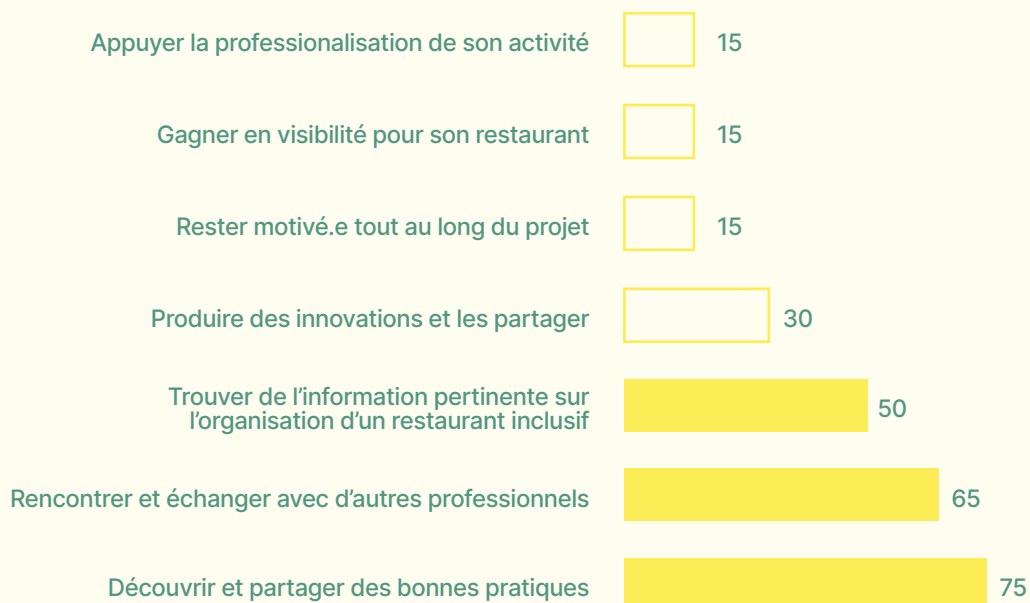 Appuyer la professionalisation de son activité
15
Gagner en visibilité pour son restaurant
15
Rester motivé.e tout au long du projet
15
Produire des innovations et les partager
30
Trouver de l’information pertinente sur
l’organisation d’un restaurant inclusif
50
Rencontrer et échanger avec d’autres professionnels
65
Découvrir et partager des bonnes pratiques
75